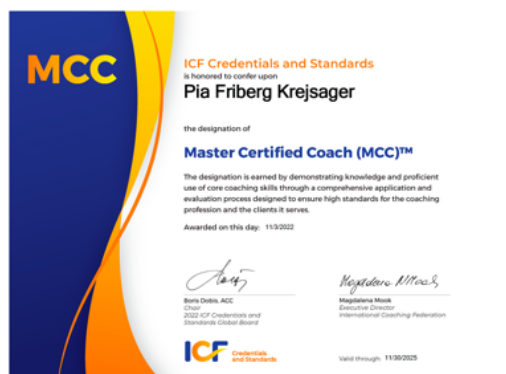 MCC
ICF Credentials and Standards
is honored to confer upon
Pia Friberg Krejsager
the designation of
Master Certified Coach (MCC)™
The designation is earned by demonstrating knowledge and proficient
use of core coaching skills through a comprehensive application and
evaluation process designed to ensure high standards for the coaching
profession and the clients it serves.
Awarded on this day: 11/3/2022
Magdalena N Mook
Boris Dobis, ACC
Chair
2022 ICF Credentials and
Standards Global Board
Magdalena Mook
Executive Director
International Coaching Federation
ICF Credentials
and Standards
Valid through: 11/30/2025